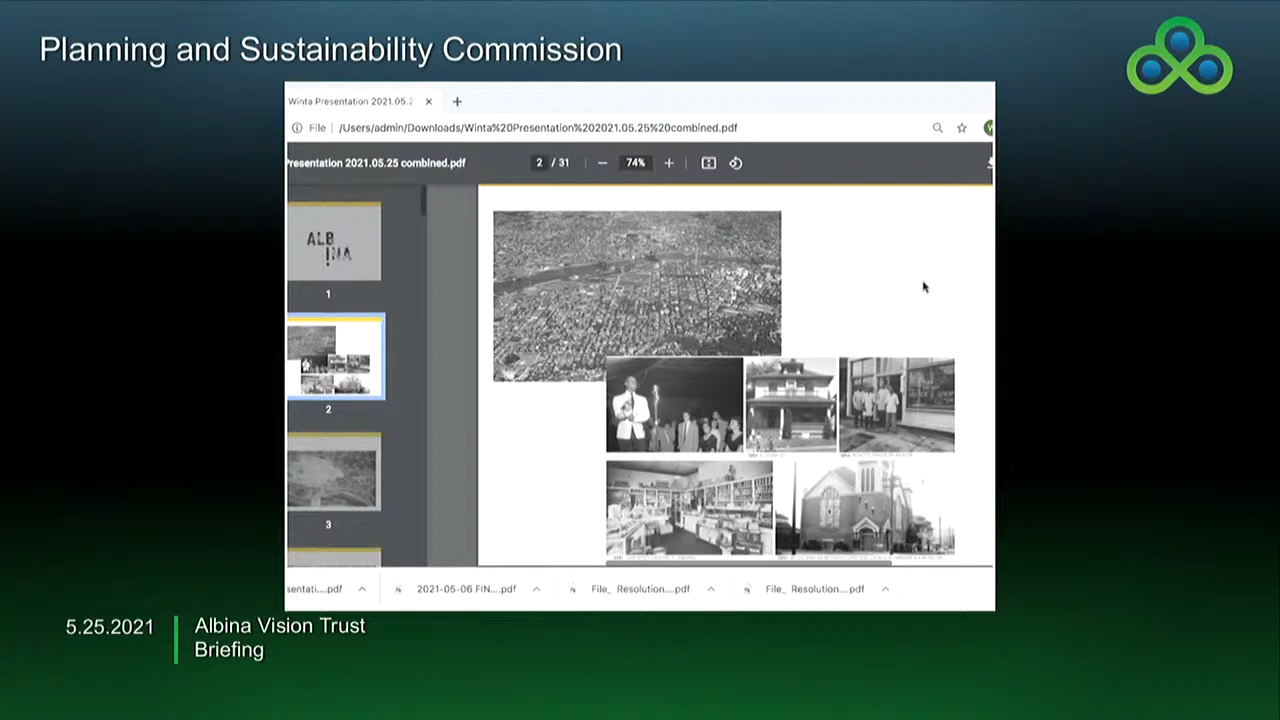 Planning and Sustainability Commission
Winta Presentation 2021.05.2
File
/Users/admin/Downloads/Winta%20Presentation%202021.05.25%20combined.pdf
Presentation 2021.05.25 combined.pdf
2 / 31
74%
ALB
INA
1
2
3
sentati....pdf
2021-05-06 FIN....pdf
File_ Resolution....pdf
File_ Resolution....pdf
5.25.2021
Albina Vision Trust
Briefing